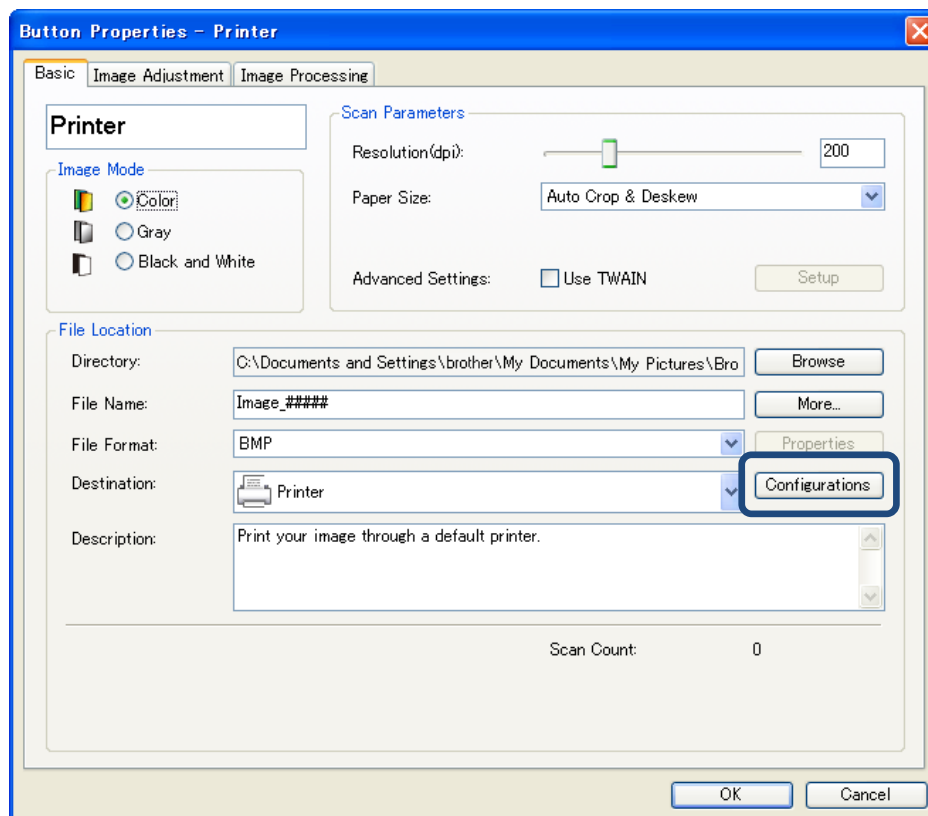 Button Properties - Printer
Basic Image Adjustment Image Processing
Printer
Image Mode
Color
Gray
Black and White
Scan Parameters
Resolution(dpi): 200
Paper Size: Auto Crop & Deskew
Advanced Settings: Use TWAIN Setup
File Location
Directory: C:\Documents and Settings\brother\My Documents\My Pictures\Bro Browse
File Name: Image_##### More...
File Format: BMP Properties
Destination: Printer Configurations
Description: Print your image through a default printer.
Scan Count: 0
OK Cancel